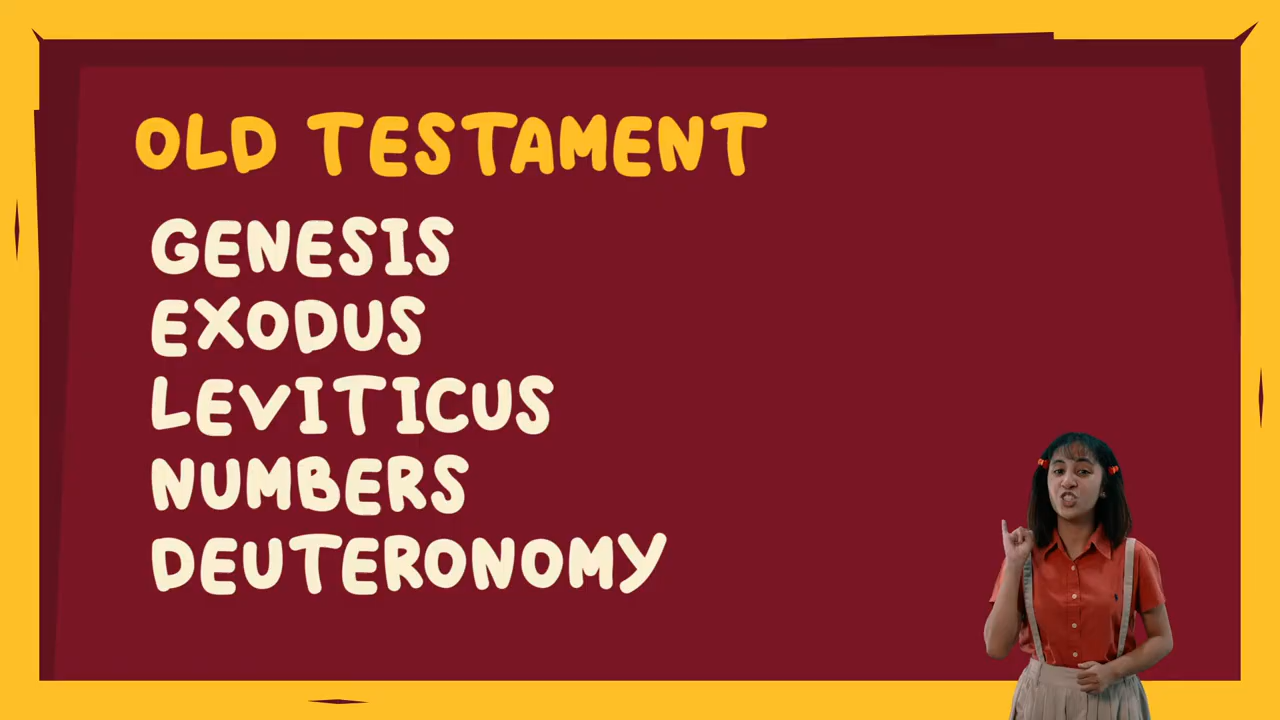 OLD TESTAMENT
GENESIS
EXODUS
LEVITICUS
NUMBERS
DEUTERONOMY